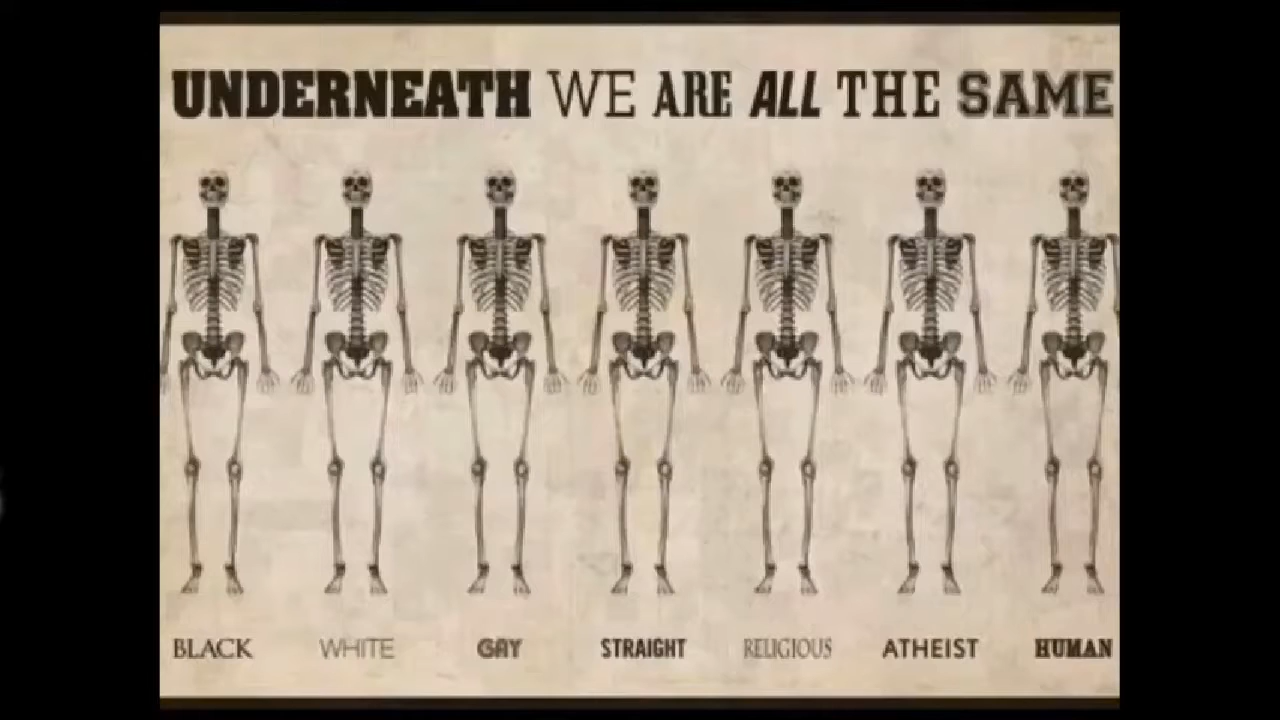 UNDERNEATH WE ARE ALL THE SAME
BLACK WHITE GAY STRAIGHT RELIGIOUS ATHEIST HUMAN